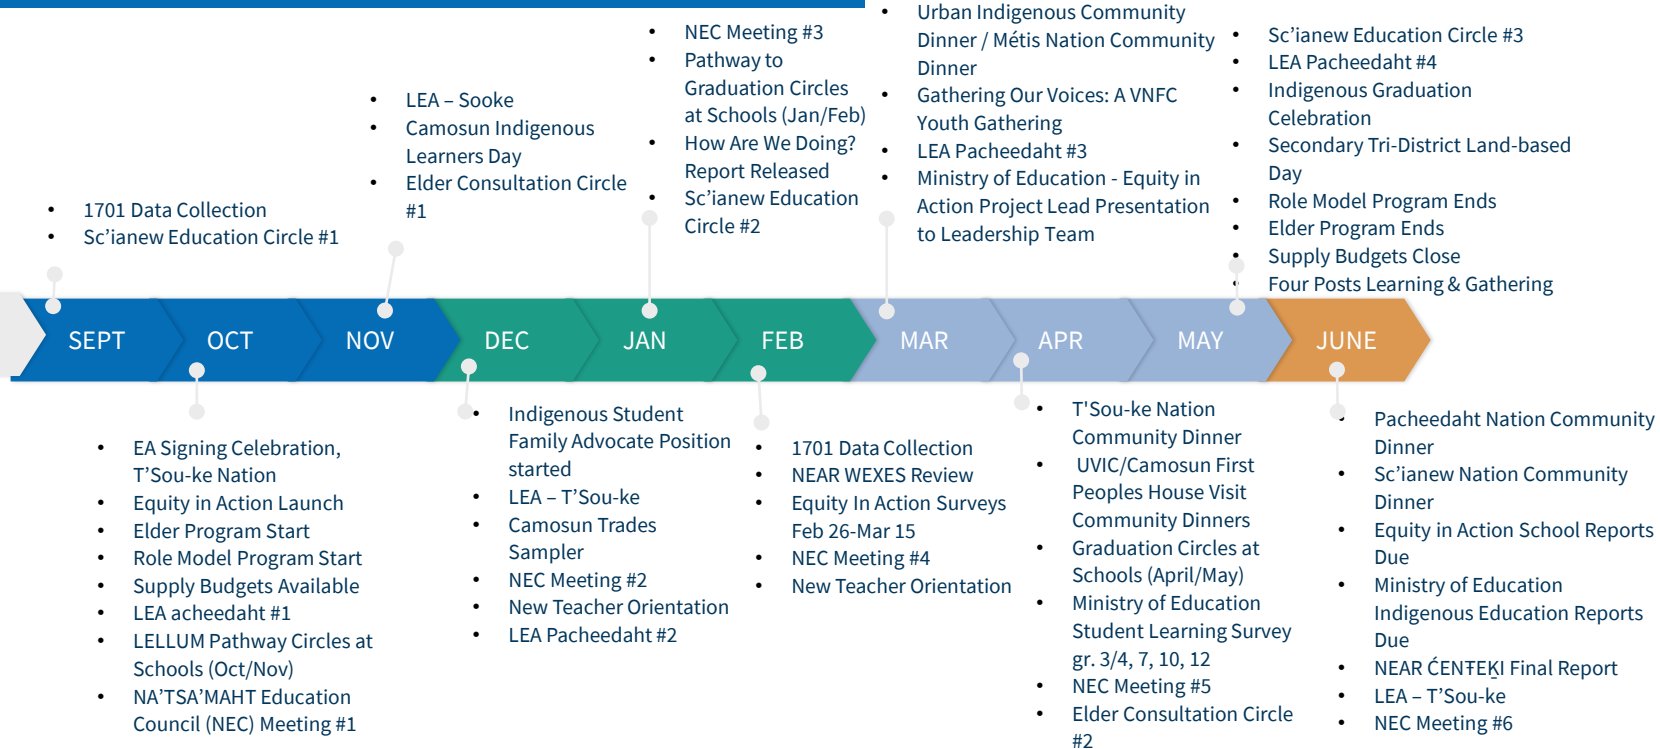 • 1701 Data Collection
• Sc’ianew Education Circle #1
• LEA – Sooke
• Camosun Indigenous
Learners Day
• Elder Consultation Circle
#1
• NEC Meeting #3
• Pathway to
Graduation Circles
at Schools (Jan/Feb)
• How Are We Doing?
Report Released
• Sc’ianew Education
Circle #2
• Urban Indigenous Community
Dinner / Métis Nation Community
Dinner
• Gathering Our Voices: A VNFC
Youth Gathering
• LEA Pacheedaht #3
• Ministry of Education - Equity in
Action Project Lead Presentation
to Leadership Team
• Sc’ianew Education Circle #3
• LEA Pacheedaht #4
• Indigenous Graduation
Celebration
• Secondary Tri-District Land-based
Day
• Role Model Program Ends
• Elder Program Ends
• Supply Budgets Close
• Four Posts Learning & Gathering
SEPT OCT NOV DEC JAN FEB MAR APR MAY JUNE
• EA Signing Celebration,
T’Sou-ke Nation
• Equity in Action Launch
• Elder Program Start
• Role Model Program Start
• Supply Budgets Available
• LEA acheedaht #1
• LELLUM Pathway Circles at
Schools (Oct/Nov)
• NA’TSA’MAHT Education
Council (NEC) Meeting #1
• Indigenous Student
Family Advocate Position
started
• LEA – T’Sou-ke
• Camosun Trades
Sampler
• NEC Meeting #2
• New Teacher Orientation
• LEA Pacheedaht #2
• 1701 Data Collection
• NEAR WEXES Review
• Equity In Action Surveys
Feb 26-Mar 15
• NEC Meeting #4
• New Teacher Orientation
• T'Sou-ke Nation
Community Dinner
• UVIC/Camosun First
Peoples House Visit
Community Dinners
• Graduation Circles at
Schools (April/May)
• Ministry of Education
Student Learning Survey
gr. 3/4, 7, 10, 12
• NEC Meeting #5
• Elder Consultation Circle
#2
• Pacheedaht Nation Community
Dinner
• Sc’ianew Nation Community
Dinner
• Equity in Action School Reports
Due
• Ministry of Education
Indigenous Education Reports
Due
• NEAR ĆENŦEḴI Final Report
• LEA – T’Sou-ke
• NEC Meeting #6